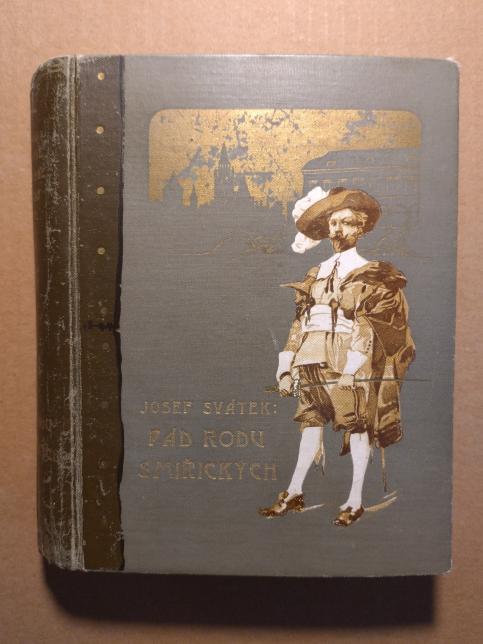 JOSEF SVÁTEK:
PÁD RODU
SMIŘICKÝCH